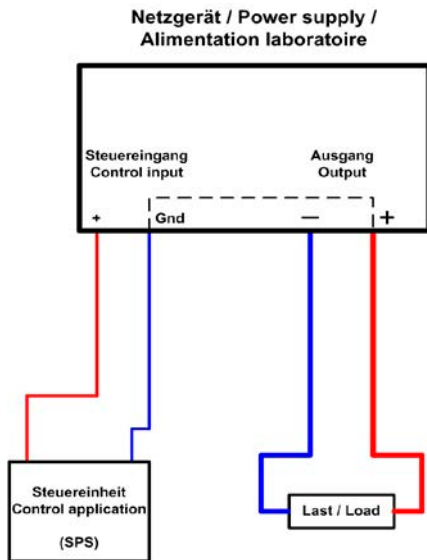 Netzgerät / Power supply /
Alimentation laboratoire
Steuereingang
Control input
Ausgang
Output
+
Gnd
—
+
Steuereinheit
Control application
(SPS)
Last / Load